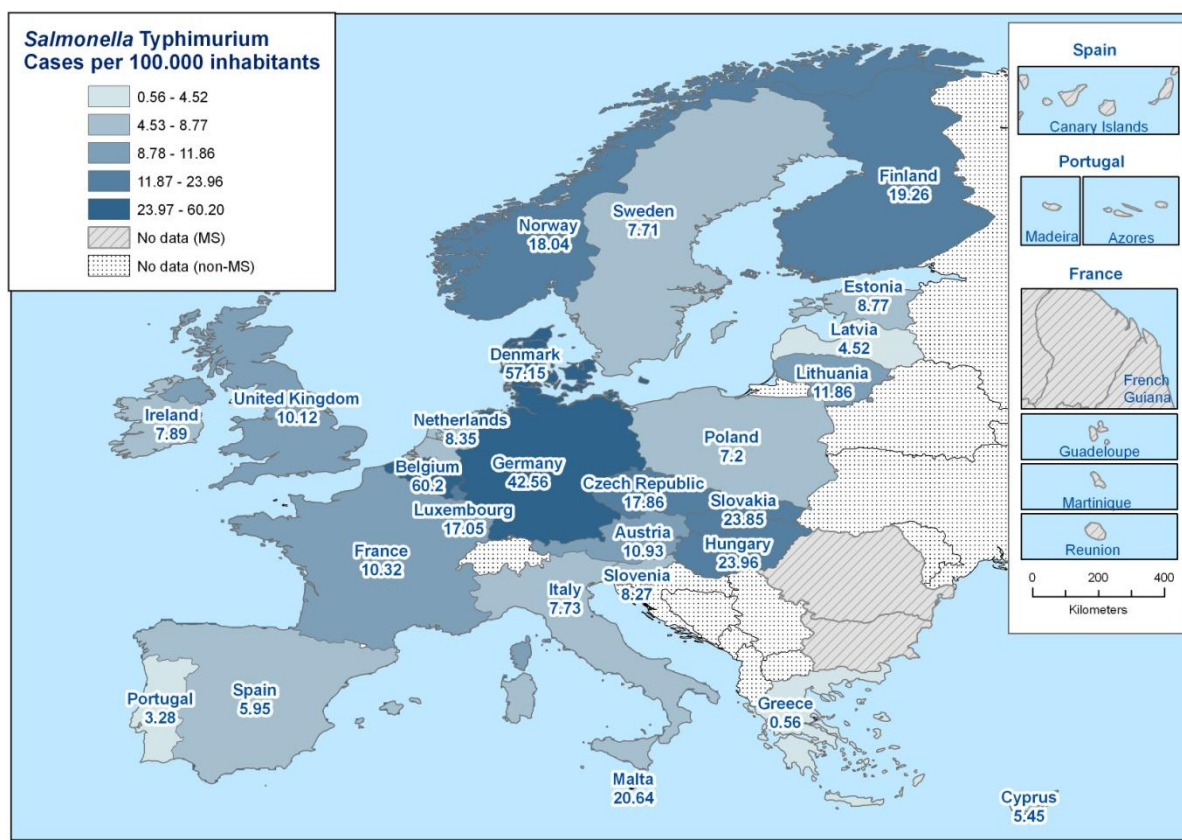 Salmonella Typhimurium
Cases per 100.000 inhabitants
0.56 - 4.52
4.53 - 8.77
8.78 - 11.86
11.87 - 23.96
23.97 - 60.20
No data (MS)
No data (non-MS)
Finland
19.26
Sweden
7.71
Norway
18.04
Estonia
8.77
Latvia
4.52
Denmark
57.15
Lithuania
11.86
Ireland
7.89
United Kingdom
10.12
Netherlands
8.35
Poland
7.2
Belgium
60.2
Germany
42.56
Czech Republic
17.86
Luxembourg
17.05
Slovakia
23.85
Austria
10.93
Hungary
23.96
France
10.32
Slovenia
8.27
Italy
7.73
Portugal
3.28
Spain
5.95
Greece
0.56
Malta
20.64
Cyprus
5.45
Spain
Canary Islands
Portugal
Madeira
Azores
France
French
Guiana
Guadeloupe
Martinique
Reunion
0 200 400
Kilometers